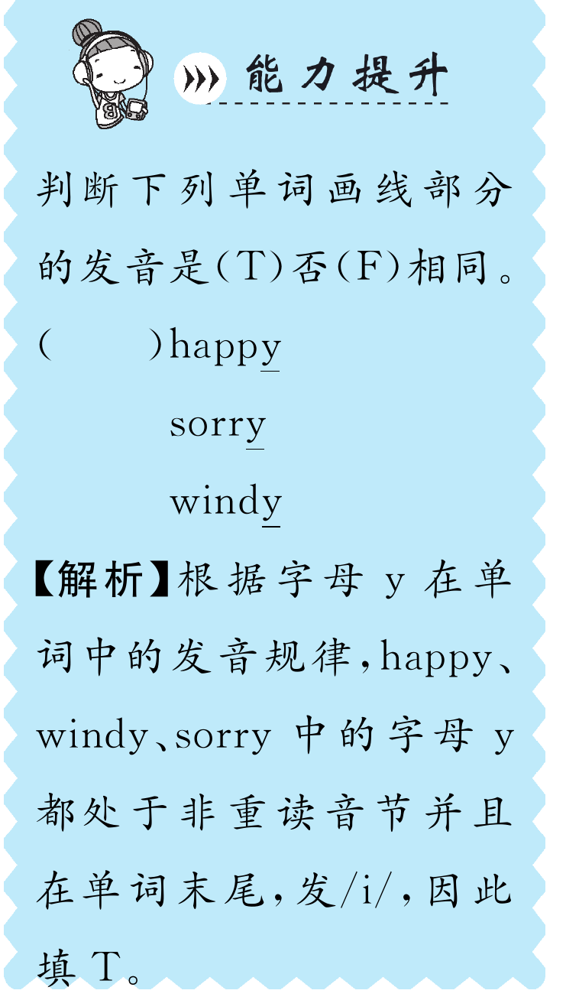 能力提升
判断下列单词画线部分
的发音是(T)否(F)相同。
(  )happy
sorry
windy
【解析】根据字母 y 在单
词中的发音规律,happy、
windy、sorry 中的字母 y
都处于非重读音节并且
在单词末尾,发/i/,因此
填 T。